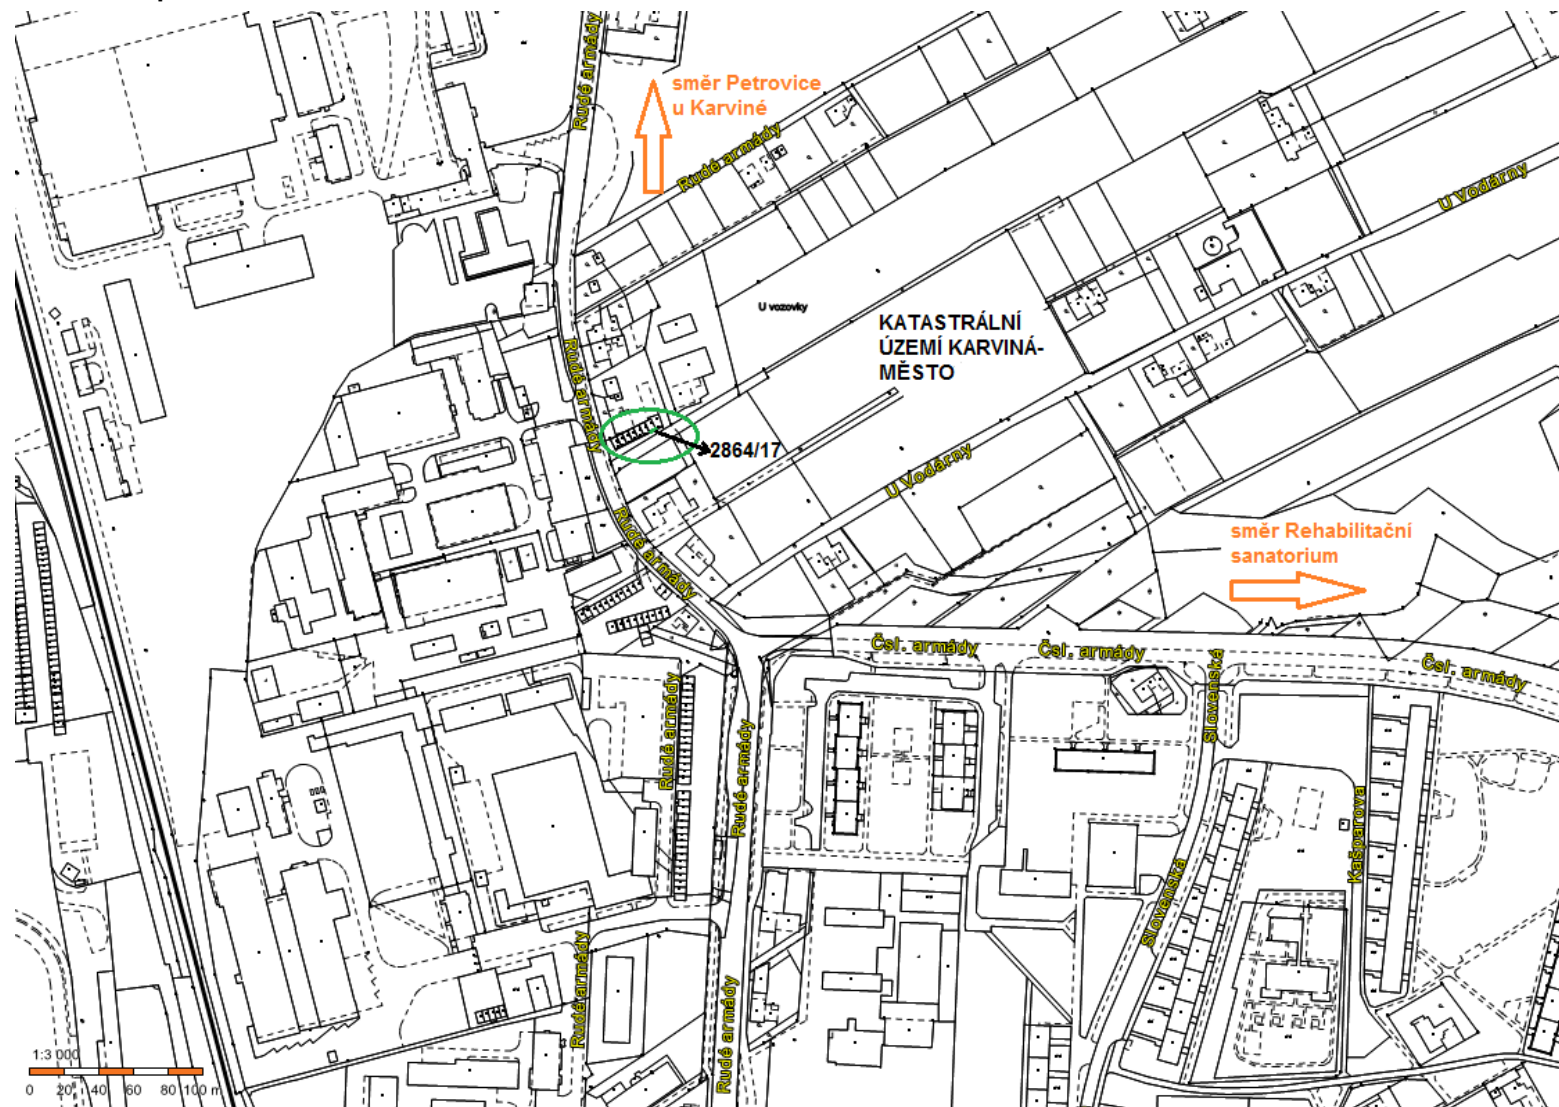 Rudé armády
směr Petrovice
u Karviné
Rudé armády
Rudé armády
U Vodárny
U vozovky
KATASTRÁLNÍ
ÚZEMÍ KARVINÁ-
MĚSTO
Rudé armády
2864/17
U Vodárny
Rudé armády
směr Rehabilitační
sanatorium
Čsl. armády
Čsl. armády
Čsl. armády
Slovenská
Rudé armády
Rudé armády
Kašparova
Slovenská
Rudé armády
Rudé armády
1:3 000
0 20 40 60 80 100 m